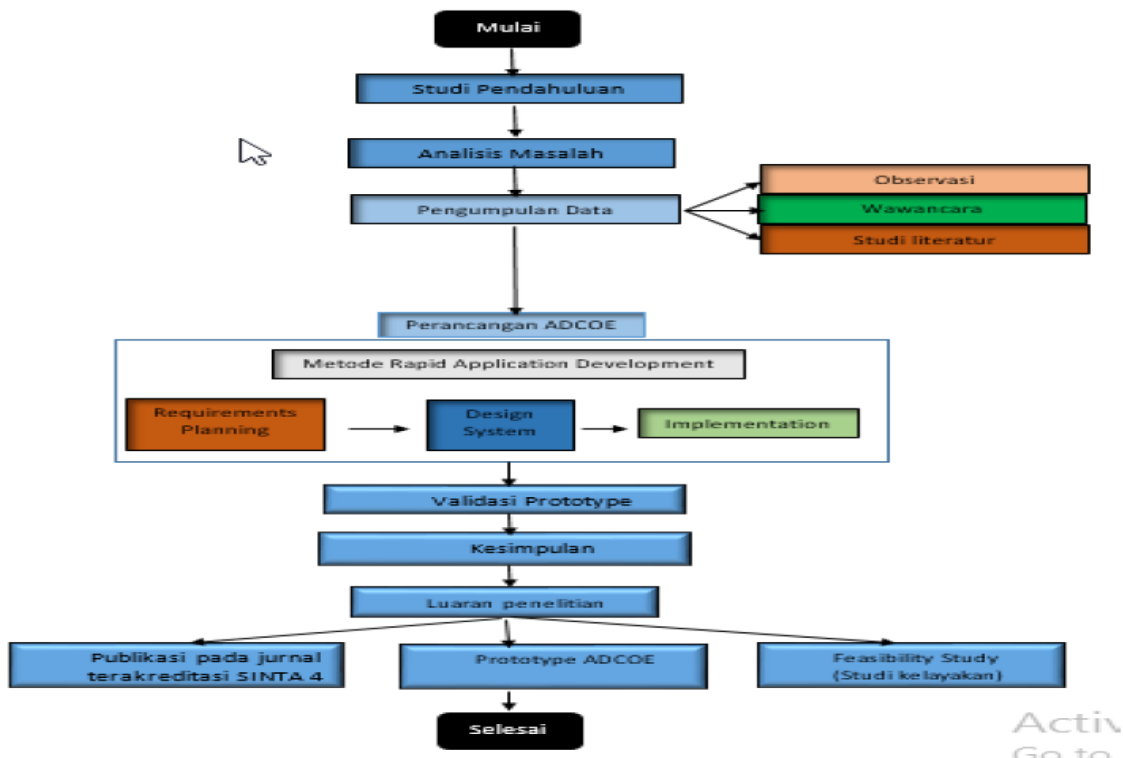 Mulai
Studi Pendahuluan
Analisis Masalah
Pengumpulan Data
Observasi
Wawancara
Studi literatur
Perancangan ADCOE
Metode Rapid Application Development
Requirements
Planning
Design
System
Implementation
Validasi Prototype
Kesimpulan
Luaran penelitian
Publikasi pada jurnal
terakreditasi SINTA 4
Prototype ADCOE
Feasibility Study
(Studi kelayakan)
Selesai
Activ
Go to